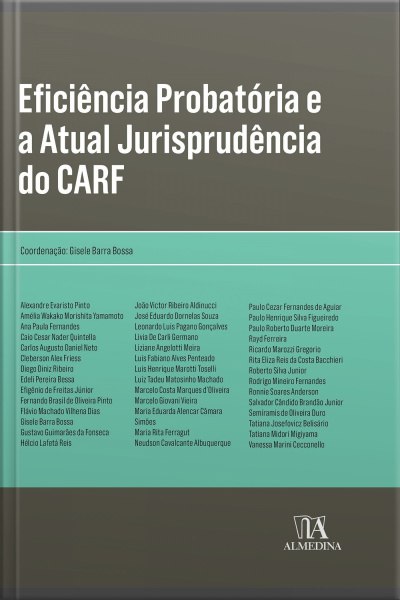 Eficiência Probatória e
a Atual Jurisprudência
do CARF
Coordenação: Gisele Barra Bossa
Alexandre Evaristo Pinto
Amélia Wakako Morishita Yamamoto
Ana Paula Fernandes
Caio Cesar Nader Quintella
Carlos Augusto Daniel Neto
Cleberson Alex Friess
Diego Diniz Ribeiro
Edeli Pereira Bessa
Efigênio de Freitas Júnior
Fernando Brasil de Oliveira Pinto
Flávio Machado Vilhena Dias
Gisele Barra Bossa
Gustavo Guimarães da Fonseca
Hélcio Lafetá Reis
João Victor Ribeiro Aldinucci
José Eduardo Dornelas Souza
Leonardo Luis Pagano Gonçalves
Lívia De Carli Germano
Liziane Angelotti Meira
Luis Fabiano Alves Penteado
Luis Henrique Marotti Toselli
Luiz Tadeu Matosinho Machado
Marcelo Costa Marques d'Oliveira
Marcelo Giovani Vieira
Maria Eduarda Alencar Câmara
Simões
Maria Rita Ferragut
Neudson Cavalcante Albuquerque
Paulo Cezar Fernandes de Aguiar
Paulo Henrique Silva Figueiredo
Paulo Roberto Duarte Moreira
Rayd Ferreira
Ricardo Marozzi Gregorio
Rita Eliza Reis da Costa Bacchieri
Roberto Silva Junior
Rodrigo Mineiro Fernandes
Ronnie Soares Anderson
Salvador Cândido Brandão Junior
Semíramis de Oliveira Duro
Tatiana Josefovicz Belisário
Tatiana Midori Migiyama
Vanessa Marini Cecconello
ALMEDINA